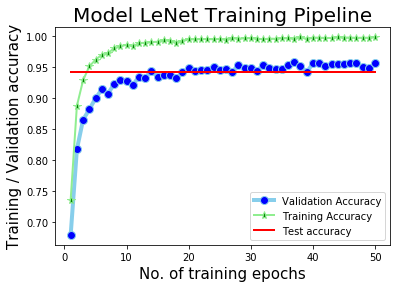 Model LeNet Training Pipeline
Training / Validation accuracy
1.00
0.95
0.90
0.85
0.80
0.75
0.70
Validation Accuracy
Training Accuracy
Test accuracy
0 10 20 30 40 50
No. of training epochs